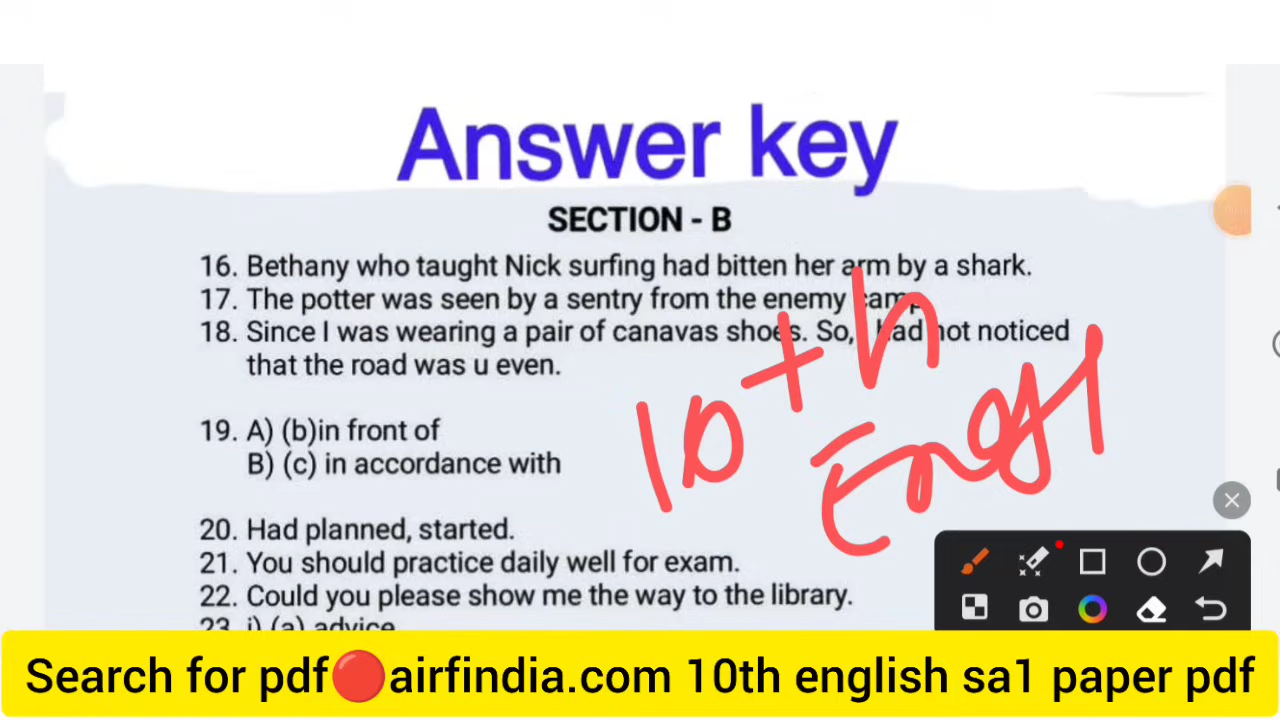 Answer key
SECTION - B
16. Bethany who taught Nick surfing had bitten her arm by a shark.
17. The potter was seen by a sentry from the enemy camp
18. Since I was wearing a pair of canavas shoes. So, I had not noticed
that the road was u even.
19. A) (b)in front of
B) (c) in accordance with
10th
Engl
20. Had planned, started.
21. You should practice daily well for exam.
22. Could you please show me the way to the library.
23. i) (a) advice
Search for pdf🔴airfindia.com 10th english sa1 paper pdf